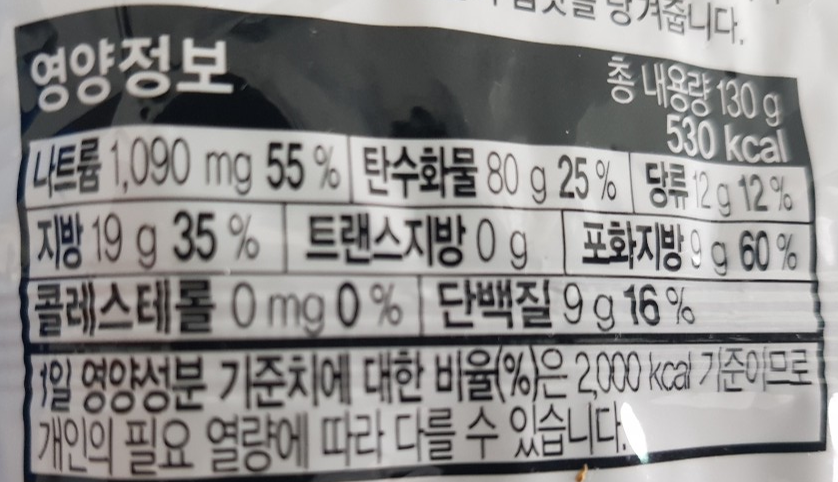 당겨줍니다.
영양정보
총 내용량 130 g
530 kcal
나트륨 1,090 mg 55 % 탄수화물 80 g 25 % 당류 12 g 12 %
지방 19 g 35 % 트랜스지방 0 g 포화지방 9 g 60 %
콜레스테롤 0 mg 0 % 단백질 9 g 16 %
1일 영양성분 기준치에 대한 비율(%)은 2,000 kcal 기준이므로
개인의 필요 열량에 따라 다를 수 있습니다.